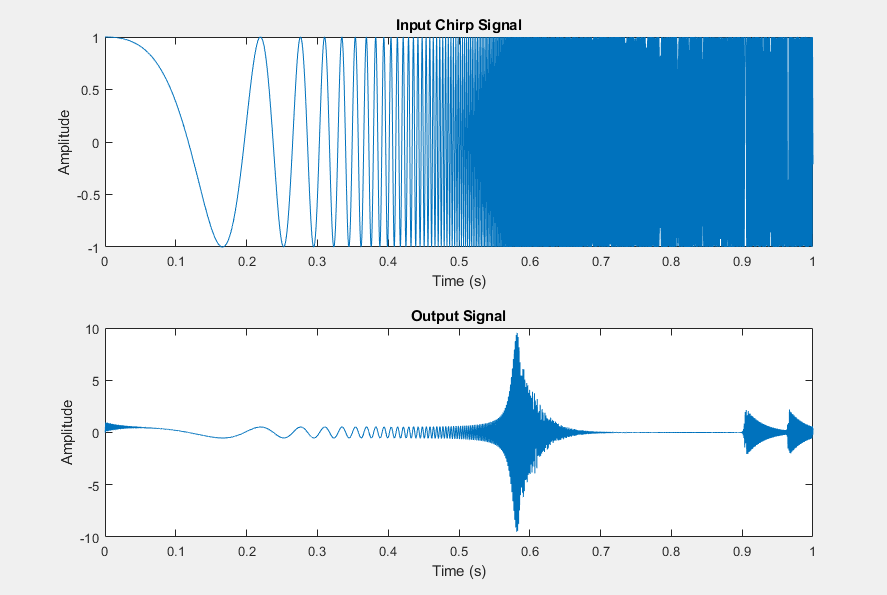 Input Chirp Signal
1
0.5
0
-0.5
-1
Amplitude
0 0.1 0.2 0.3 0.4 0.5 0.6 0.7 0.8 0.9 1
Time (s)
Output Signal
10
5
0
-5
-10
Amplitude
0 0.1 0.2 0.3 0.4 0.5 0.6 0.7 0.8 0.9 1
Time (s)